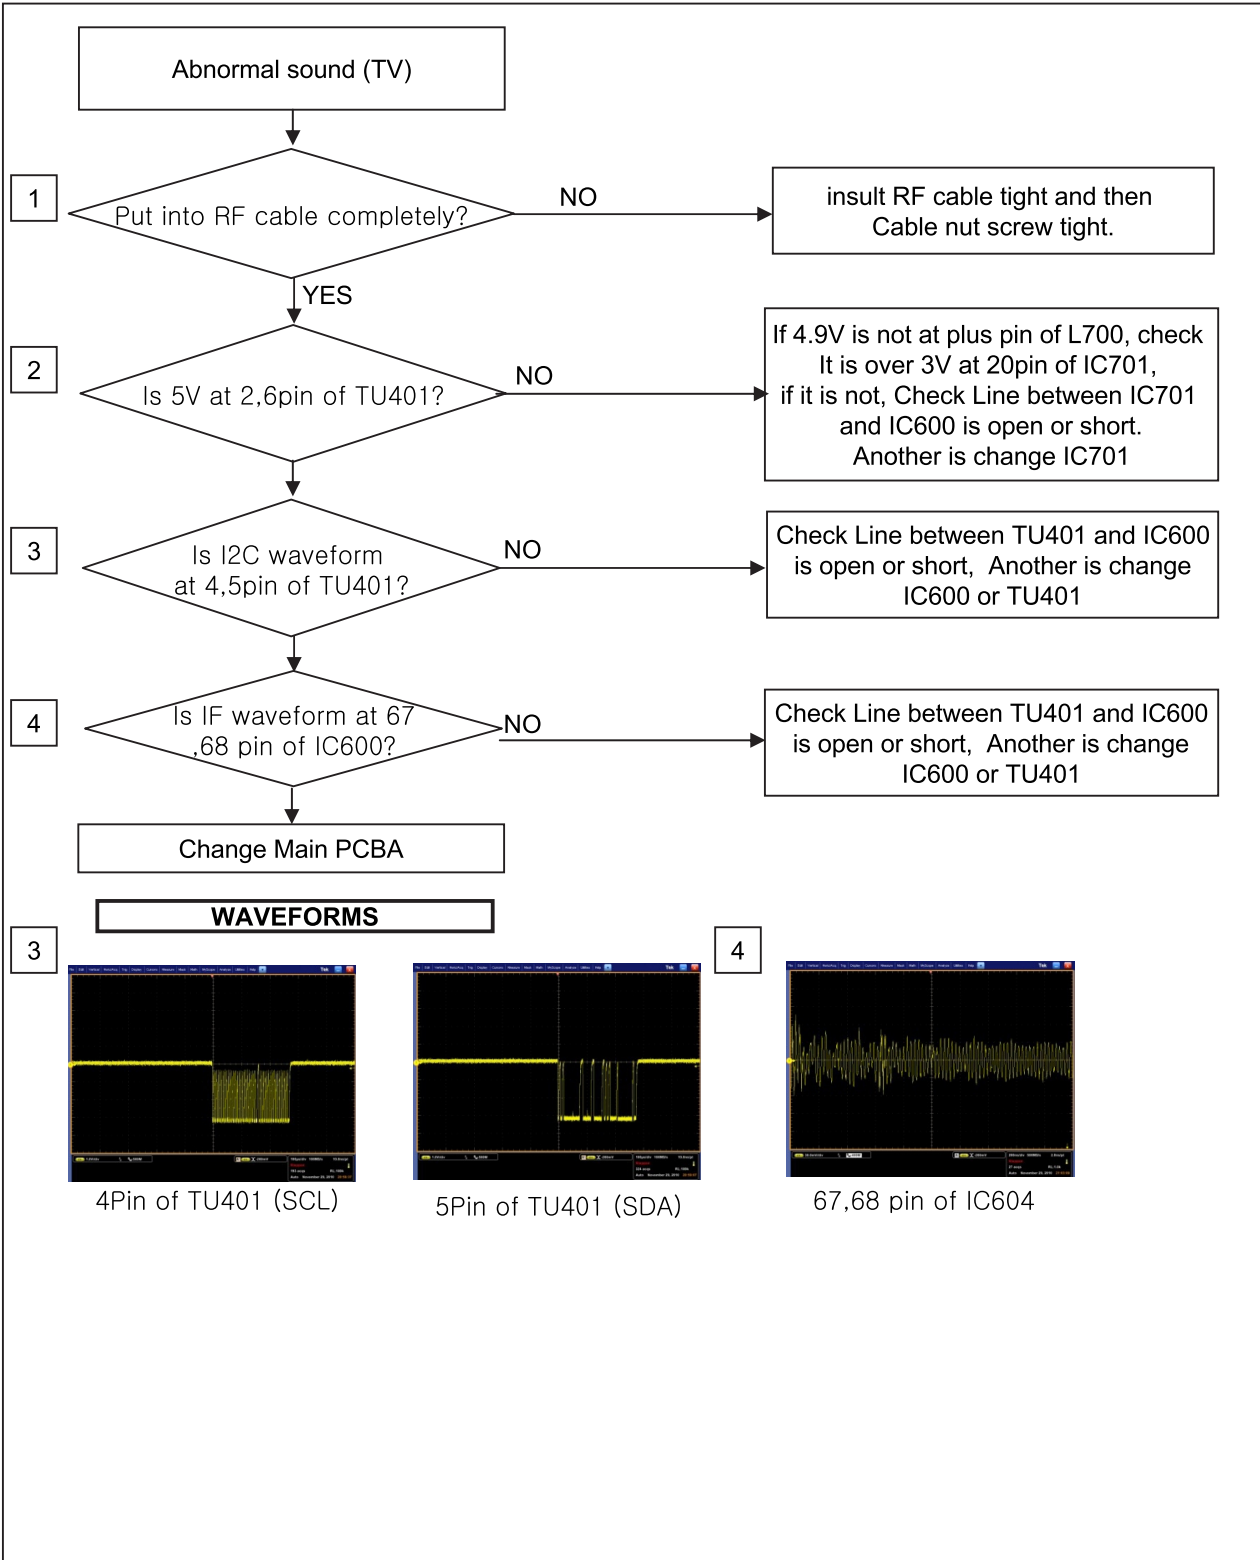 Abnormal sound (TV)
1
Put into RF cable completely?
NO
insult RF cable tight and then
Cable nut screw tight.
YES
2
Is 5V at 2,6pin of TU401?
NO
If 4.9V is not at plus pin of L700, check
It is over 3V at 20pin of IC701,
if it is not, Check Line between IC701
and IC600 is open or short.
Another is change IC701
3
Is I2C waveform
at 4,5pin of TU401?
NO
Check Line between TU401 and IC600
is open or short, Another is change
IC600 or TU401
4
Is IF waveform at 67
,68 pin of IC600?
NO
Check Line between TU401 and IC600
is open or short, Another is change
IC600 or TU401
Change Main PCBA
WAVEFORMS
3
4
Tek
Tek
Tek
4Pin of TU401 (SCL)
5Pin of TU401 (SDA)
67,68 pin of IC604